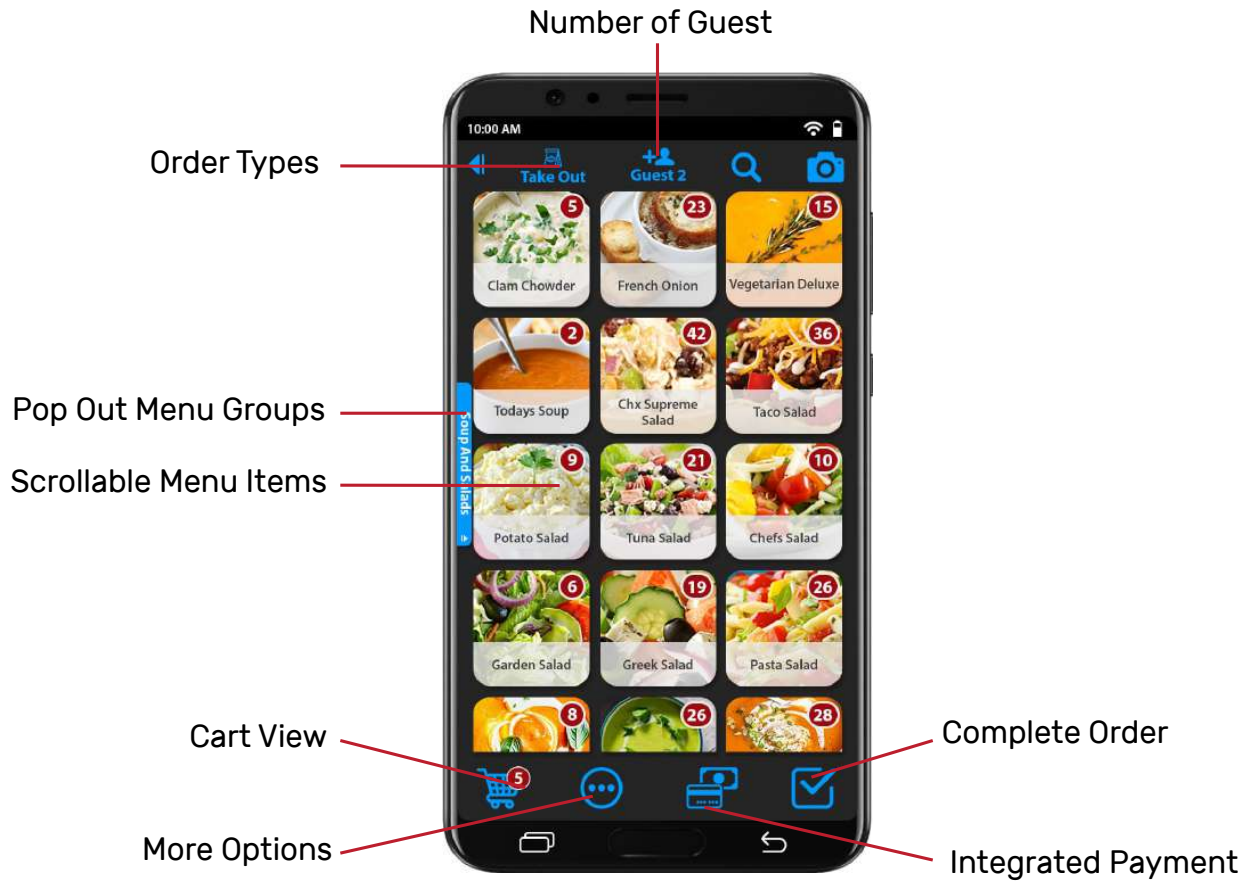 Number of Guest
10:00 AM
Order Types
Take Out
Guest 2
5
23
15
Clam Chowder
French Onion
Vegetarian Deluxe
2
42
36
Todays Soup
Chx Supreme
Salad
Taco Salad
Pop Out Menu Groups
Soup And Salads
Scrollable Menu Items
9
21
10
Potato Salad
Tuna Salad
Chefs Salad
6
19
26
Garden Salad
Greek Salad
Pasta Salad
8
26
28
Cart View
Complete Order
5
More Options
Integrated Payment